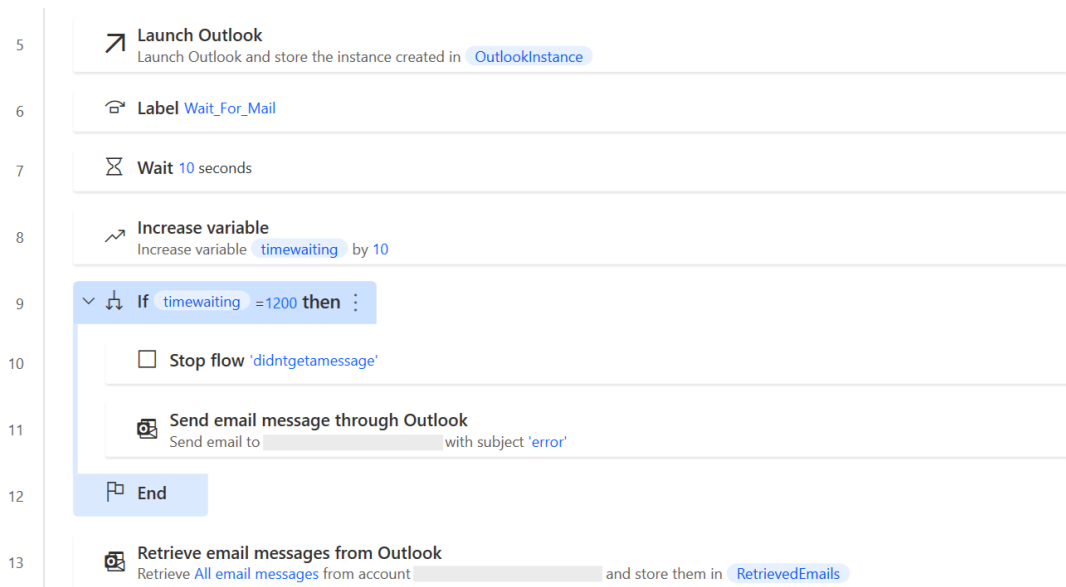 5
Launch Outlook
Launch Outlook and store the instance created in OutlookInstance
6 Label Wait_For_Mail
7 Wait 10 seconds
8
Increase variable
Increase variable timewaiting by 10
9 If timewaiting =1200 then
10 Stop flow 'didntgetamessage'
11
Send email message through Outlook
Send email to with subject 'error'
12 End
13
Retrieve email messages from Outlook
Retrieve All email messages from account and store them in RetrievedEmails